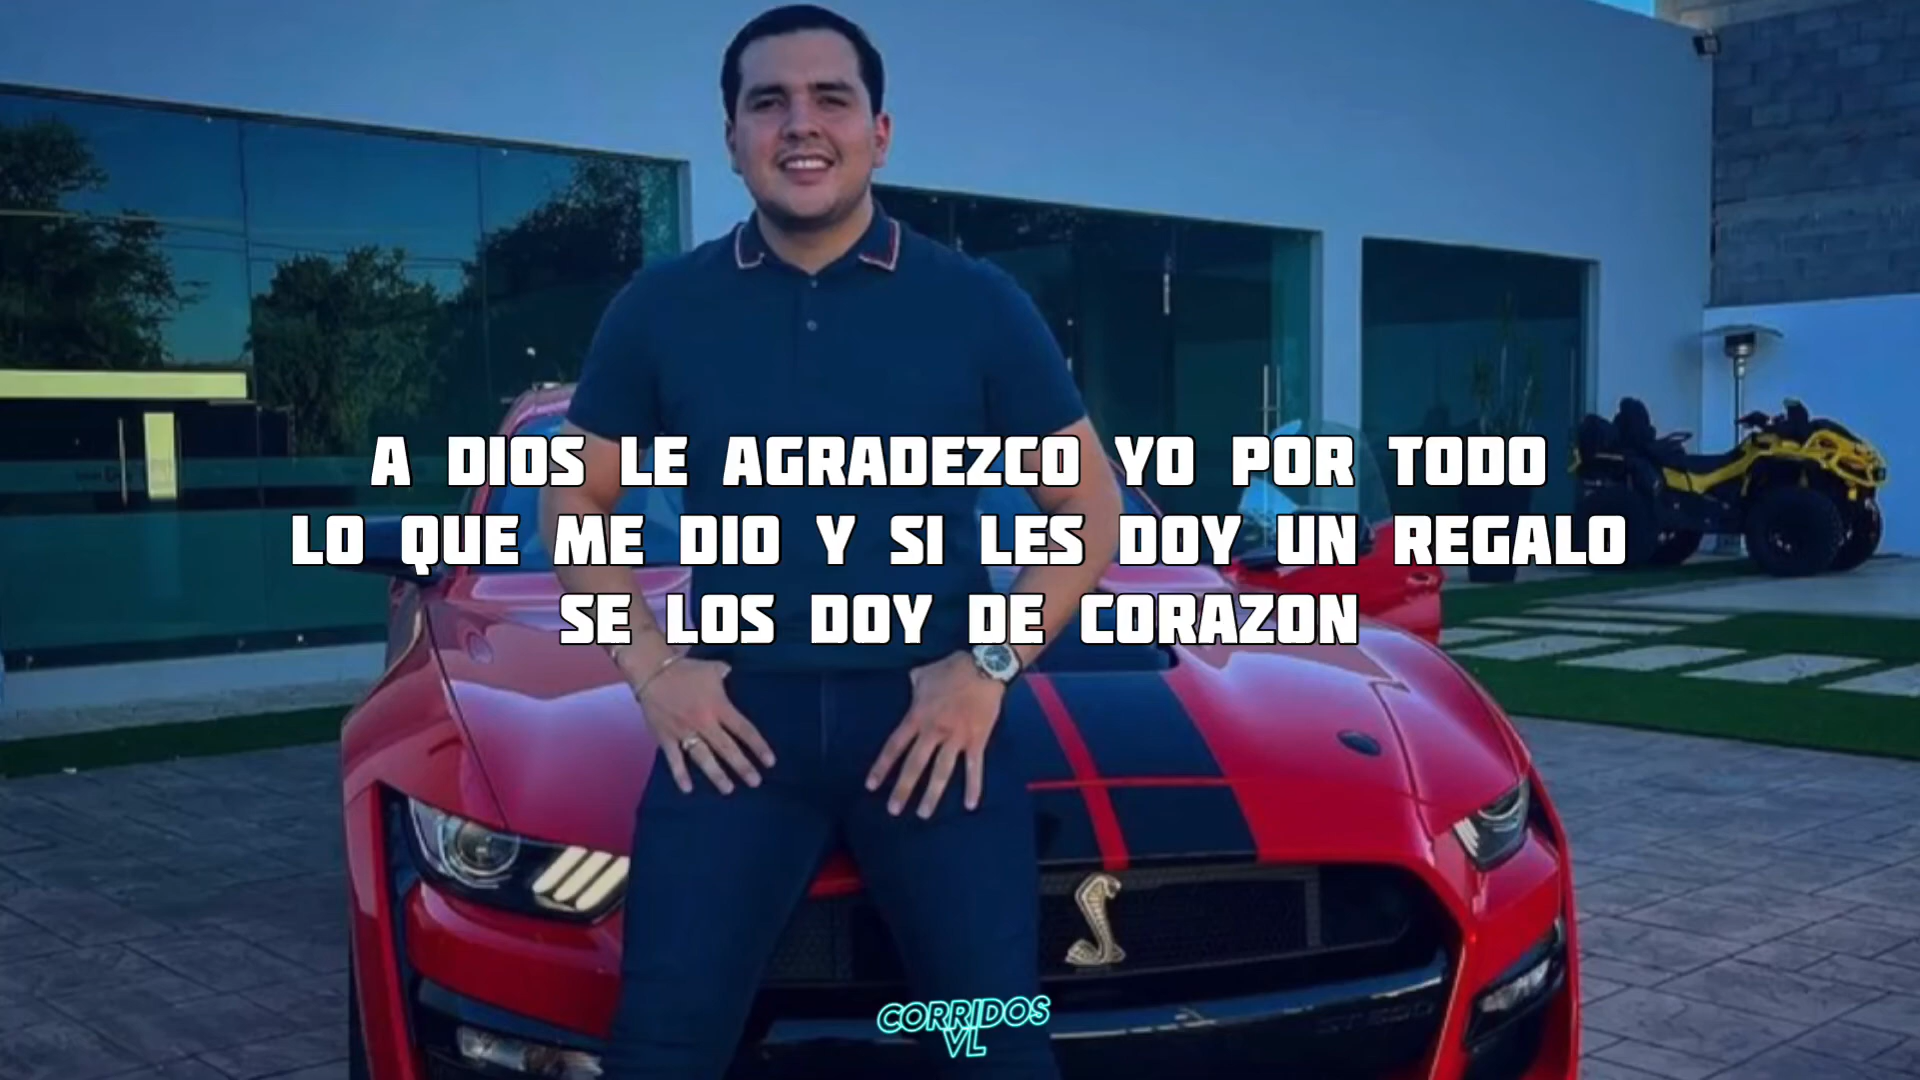 A DIOS LE AGRADEZCO YO POR TODO
LO QUE ME DIO Y SI LES DOY UN REGALO
SE LOS DOY DE CORAZON
CORRIDOS
VL